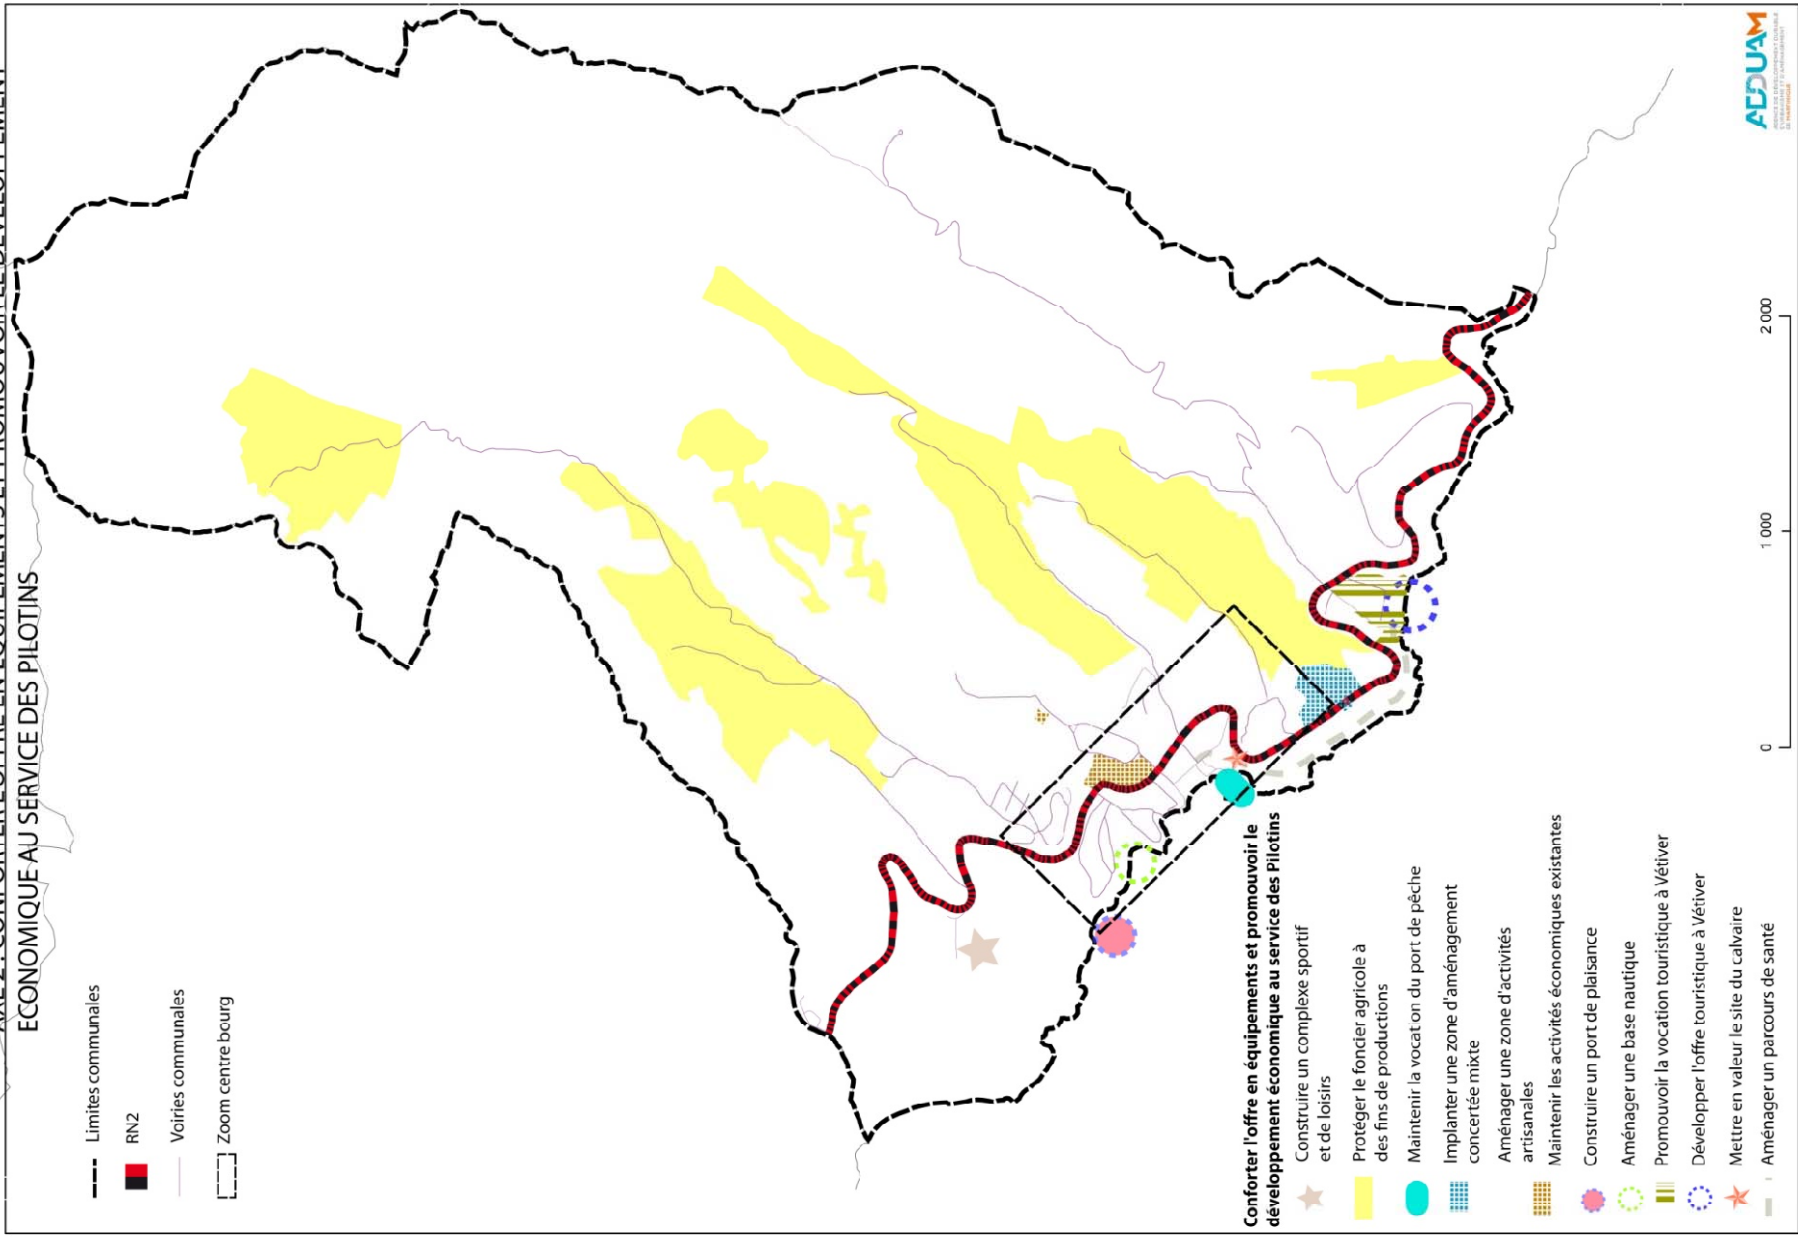 ECONOMIQUE AU SERVICE DES PILOTINS
Limites communales
RN2
Voiries communales
Zoom centre bourg
Conforter l'offre en équipements et promouvoir le
développement économique au service des Pilotins
Construire un complexe sportif
et de loisirs
Protéger le foncier agricole à
des fins de productions
Maintenir la vocation du port de pêche
Implanter une zone d'aménagement
concertée mixte
Aménager une zone d'activités
artisanales
Maintenir les activités économiques existantes
Construire un port de plaisance
Aménager une base nautique
Promouvoir la vocation touristique à Vétiver
Développer l'offre touristique à Vétiver
Mettre en valeur le site du calvaire
Aménager un parcours de santé
0
1 000
2 000
ADDUAM